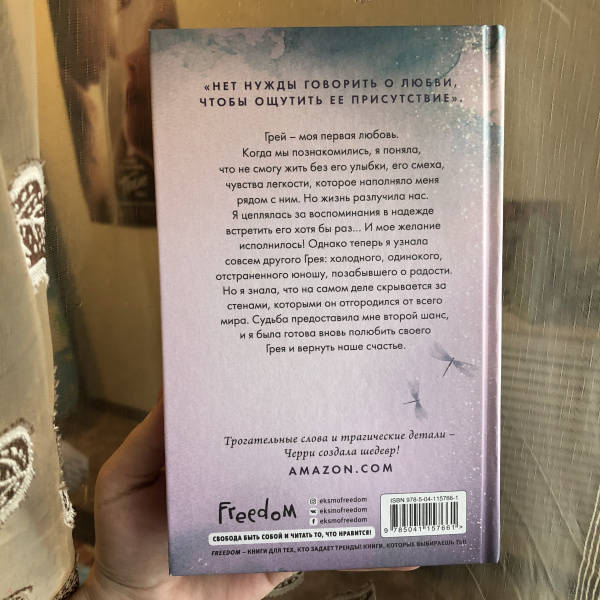 «НЕТ НУЖДЫ ГОВОРИТЬ О ЛЮБВИ,
ЧТОБЫ ОЩУТИТЬ ЕЕ ПРИСУТСТВИЕ».
Грей – моя первая любовь.
Когда мы познакомились, я поняла,
что не смогу жить без его улыбки, его смеха,
чувства легкости, которое наполняло меня
рядом с ним. Но жизнь разлучила нас.
Я цеплялась за воспоминания в надежде
встретить его хотя бы раз... И мое желание
исполнилось! Однако теперь я узнала
совсем другого Грея: холодного, одинокого,
отстраненного юношу, позабывшего о радости.
Но я знала, что на самом деле скрывается за
стенами, которыми он отгородился от всего
мира. Судьба предоставила мне второй шанс,
и я была готова вновь полюбить своего
Грея и вернуть наше счастье.
Трогательные слова и трагические детали –
Черри создала шедевр!
AMAZON.COM
Freedom
eksmofreedom
eksmofreedom
eksmofreedom
СВОБОДА БЫТЬ СОБОЙ И ЧИТАТЬ ТО, ЧТО НРАВИТСЯ!
FREEDOM – КНИГИ ДЛЯ ТЕХ, КТО ЗАДАЕТ ТРЕНДЫ! КНИГИ, КОТОРЫЕ ВЫБИРАЕШЬ ТЫ!
ISBN 978-5-04-115766-1
9785041157661>